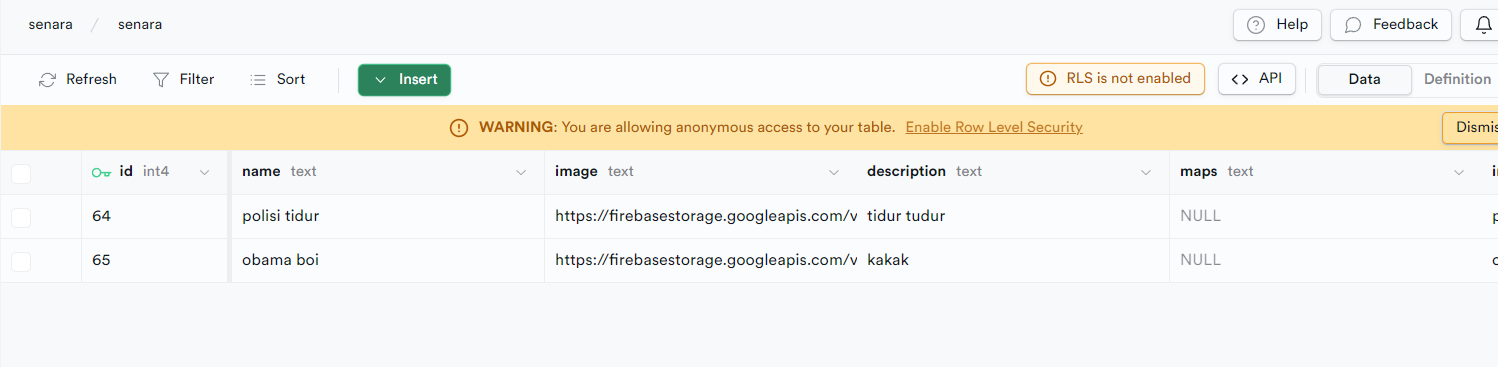 senara / senara Help Feedback
Refresh Filter Sort Insert RLS is not enabled <> API Data Definition
WARNING: You are allowing anonymous access to your table. Enable Row Level Security Dismis
id int4 name text image text description text maps text
64 polisi tidur https://firebasestorage.googleapis.com/v tidur tudur NULL
65 obama boi https://firebasestorage.googleapis.com/v kakak NULL